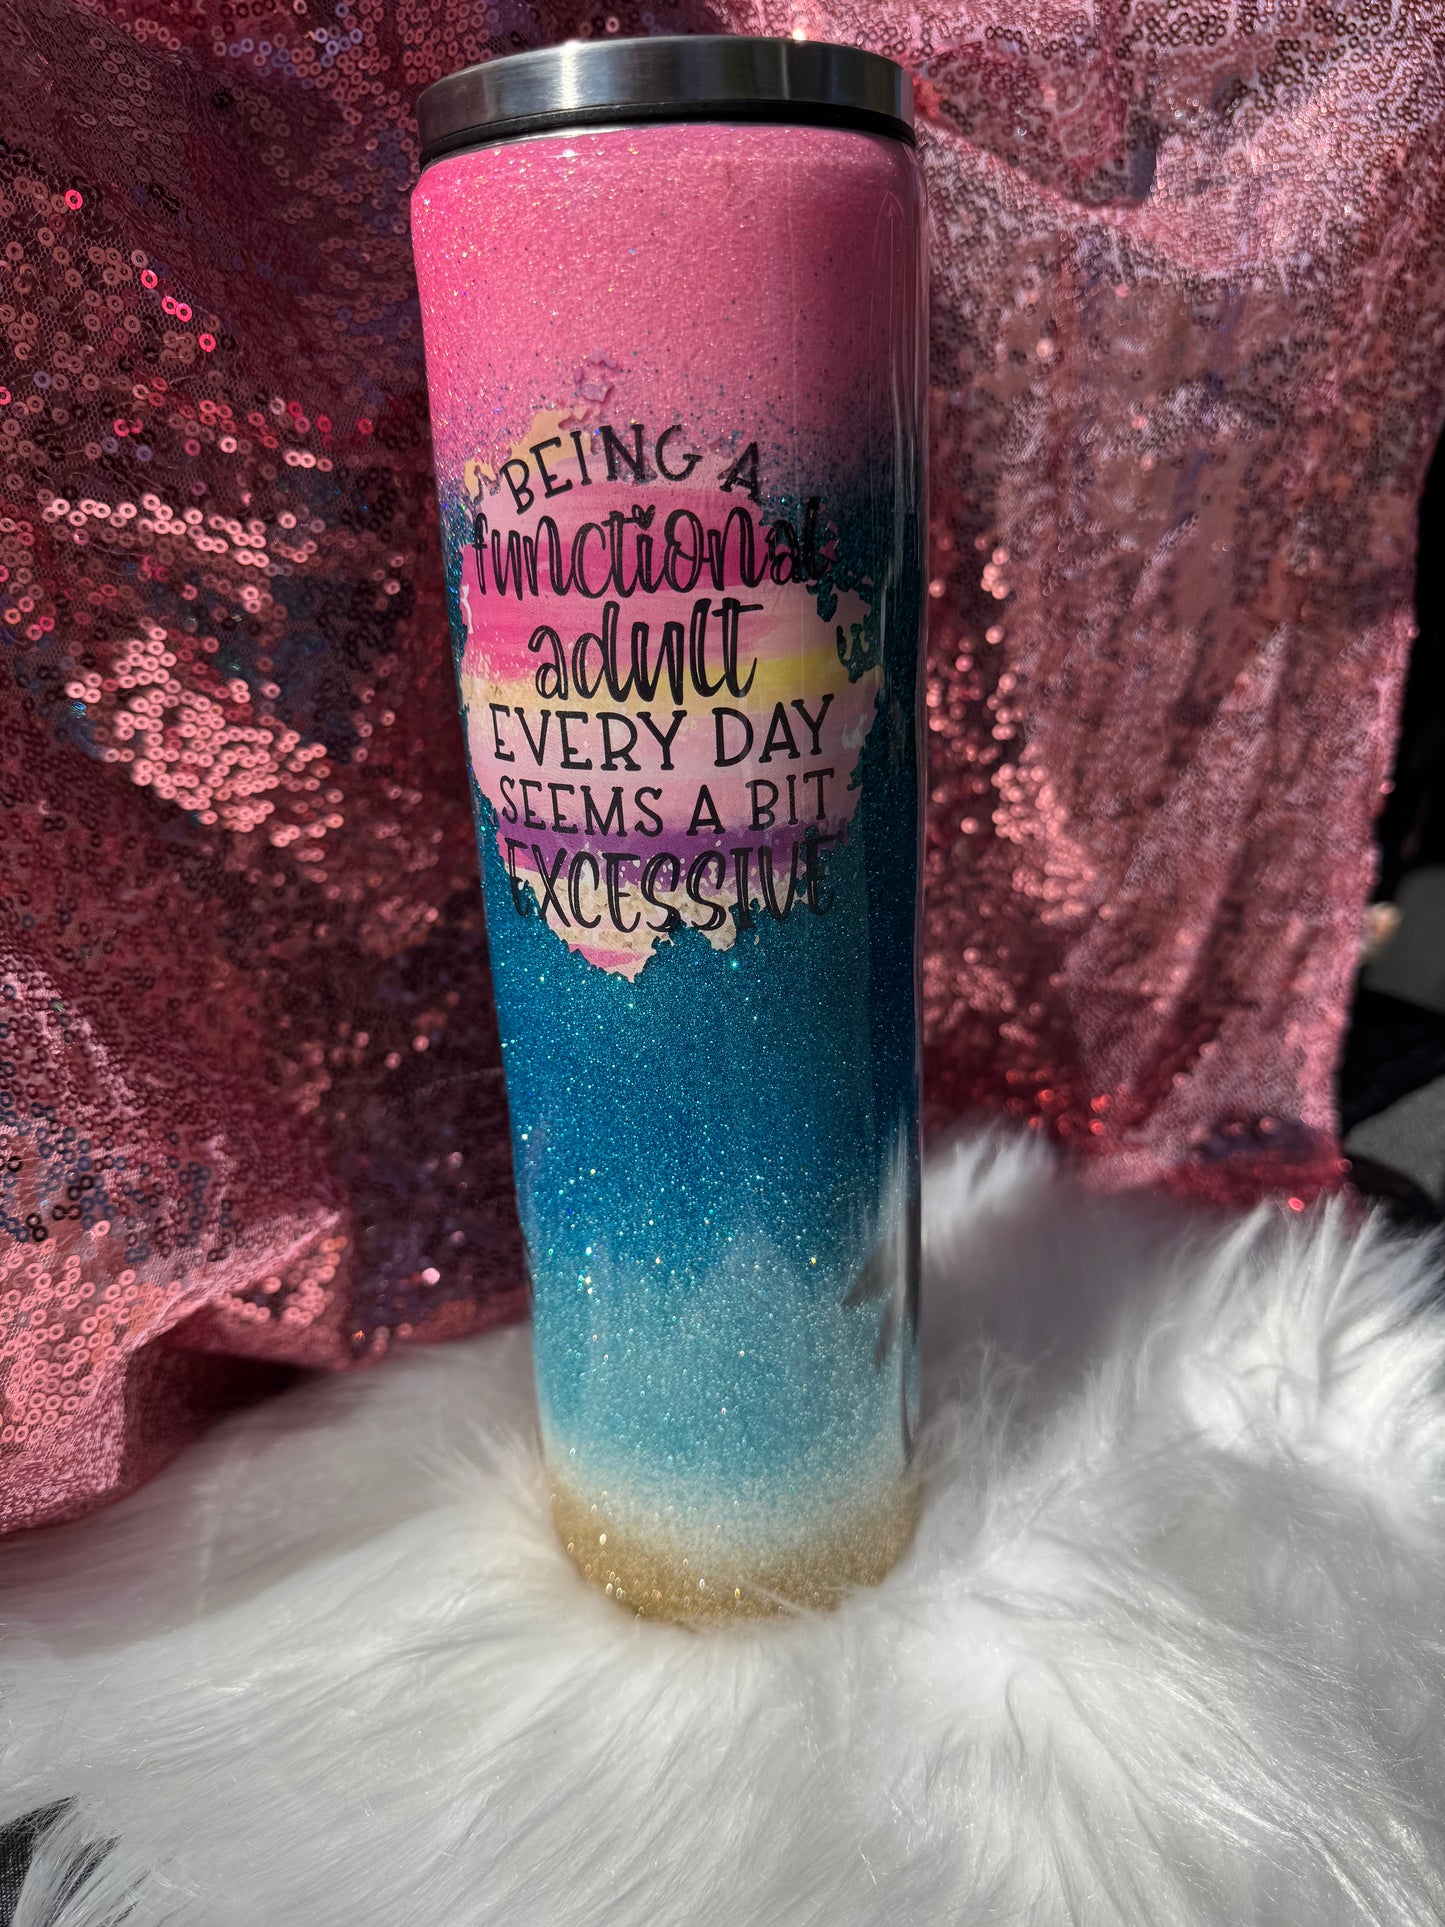 BEING A
functional
adult
EVERY DAY
SEEMS A BIT
EXCESSIVE